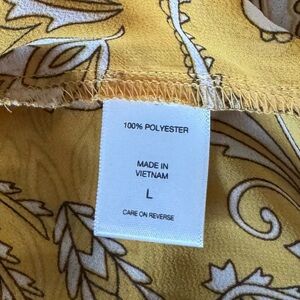 100% POLYESTER
MADE IN
VIETNAM
L
CARE ON REVERSE